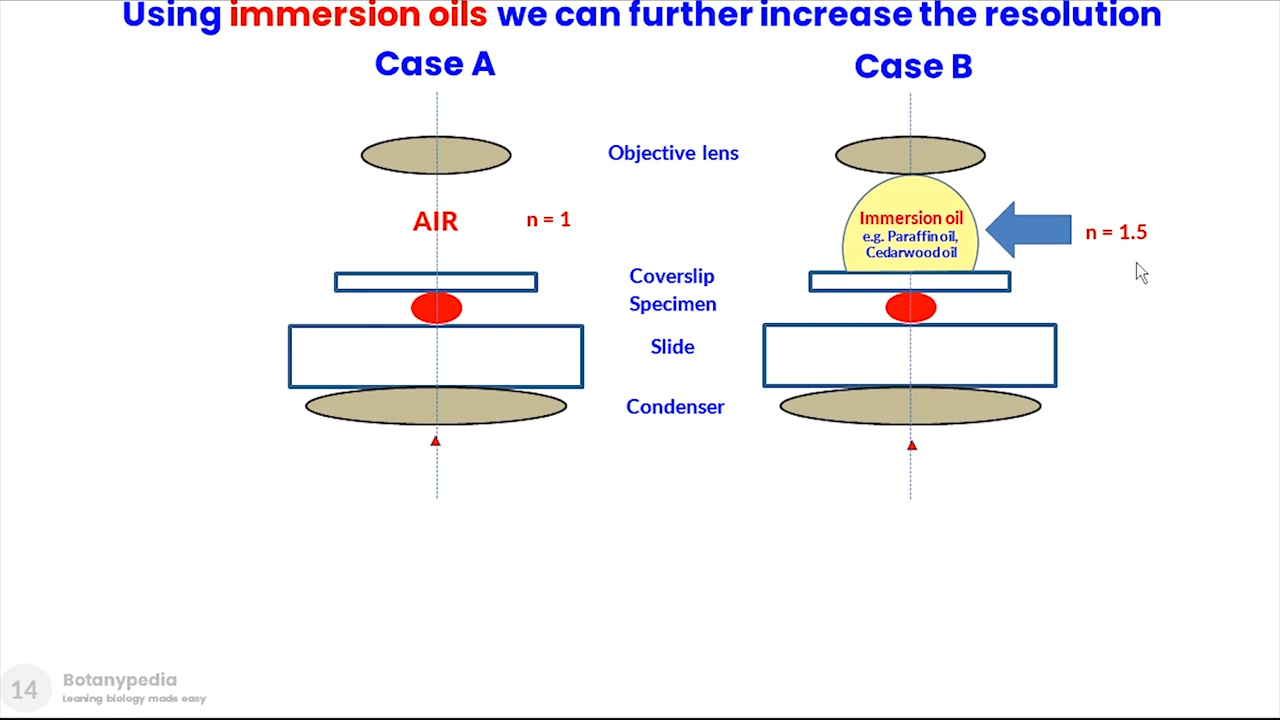 Using immersion oils we can further increase the resolution
Case A
Case B
Objective lens
AIR
n = 1
Immersion oil
e.g. Paraffin oil,
Cedarwood oil
n = 1.5
Coverslip
Specimen
Slide
Condenser
14
Botanypedia
Leaning biology made easy